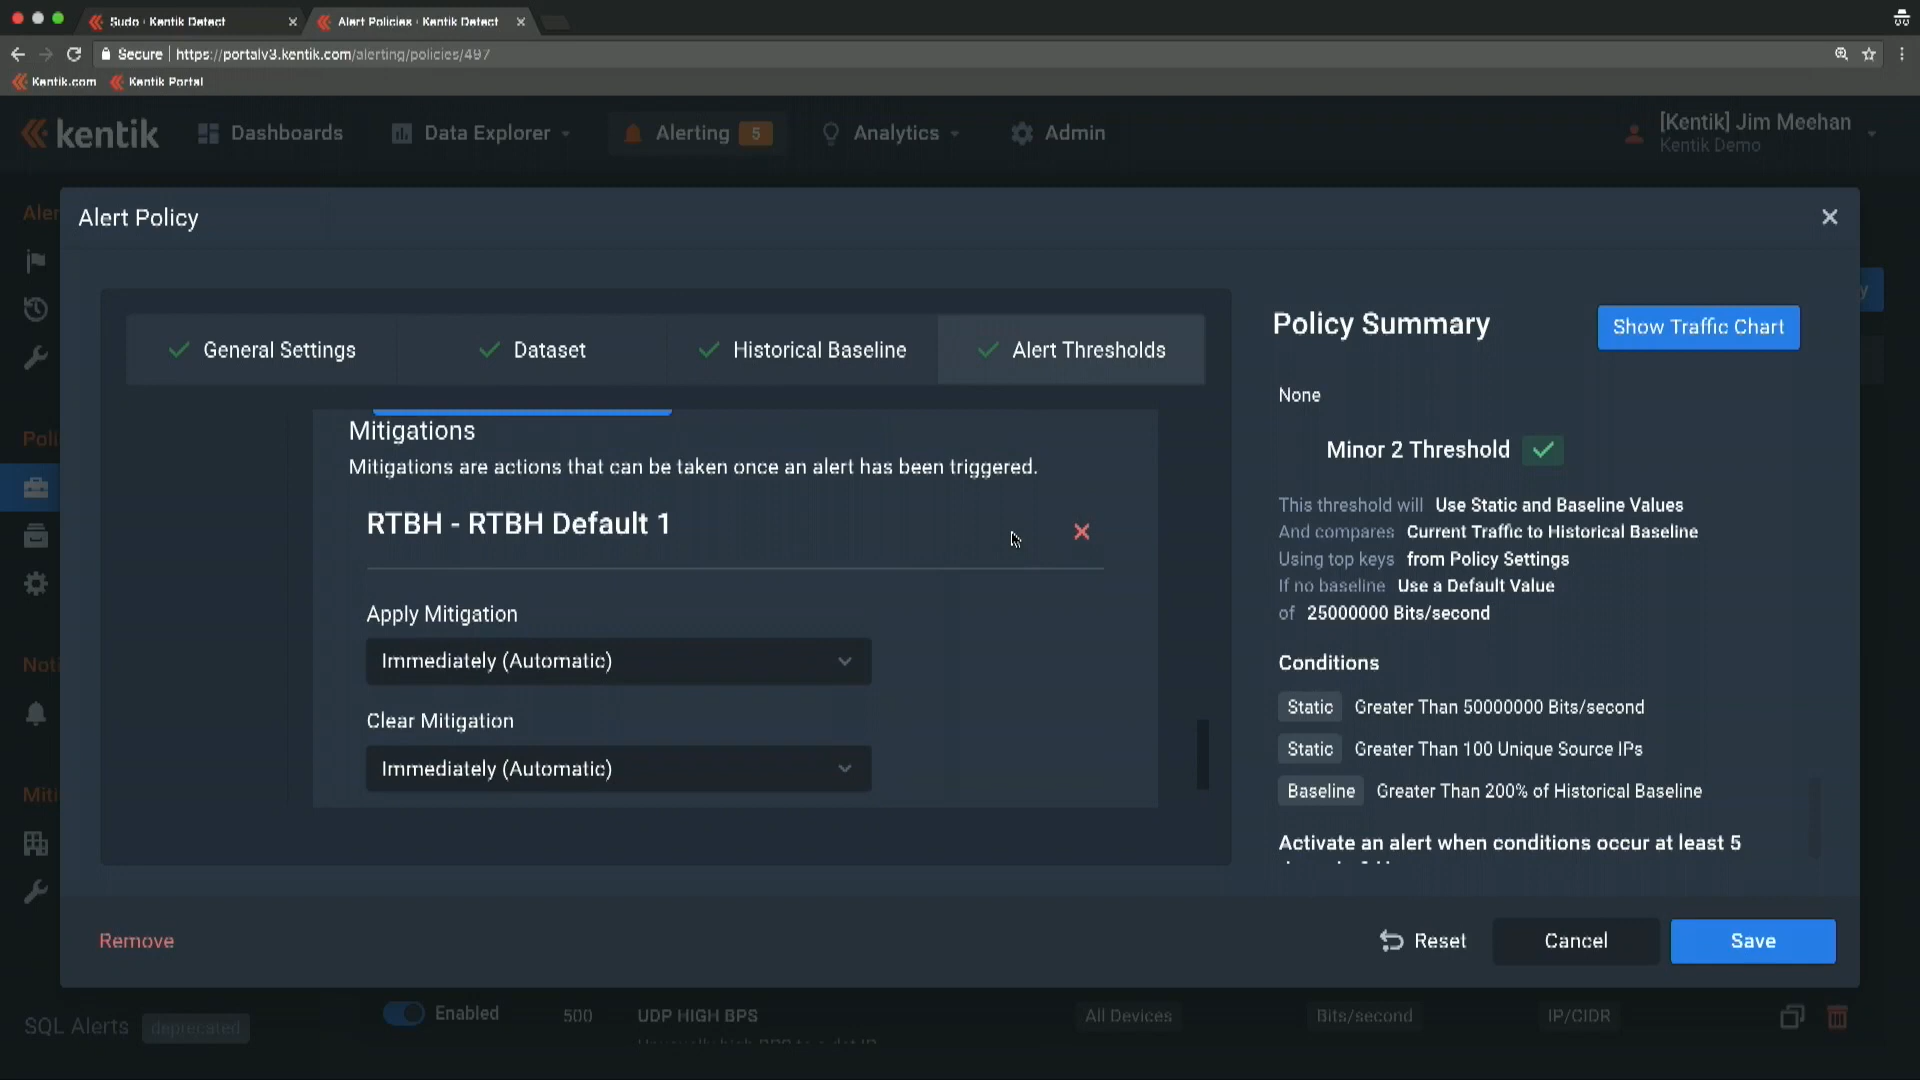 Sudo · Kentik Detect
Alert Policies · Kentik Detect
Secure
https://portalv3.kentik.com/alerting/policies/497
Kentik.com
Kentik Portal
kentik
Dashboards
Data Explorer
Alerting 5
Analytics
Admin
[Kentik] Jim Meehan
Kentik Demo
Aler
Alert Policy
y
General Settings
Dataset
Historical Baseline
Alert Thresholds
Policy Summary
Show Traffic Chart
None
Poli
Mitigations
Mitigations are actions that can be taken once an alert has been triggered.
Minor 2 Threshold
RTBH - RTBH Default 1
This threshold will Use Static and Baseline Values
And compares Current Traffic to Historical Baseline
Using top keys from Policy Settings
If no baseline Use a Default Value
of 25000000 Bits/second
Apply Mitigation
Immediately (Automatic)
Noti
Conditions
Static Greater Than 50000000 Bits/second
Clear Mitigation
Static Greater Than 100 Unique Source IPs
Immediately (Automatic)
Miti
Baseline Greater Than 200% of Historical Baseline
Activate an alert when conditions occur at least 5
Remove
Reset
Cancel
Save
SQL Alerts deprecated
Enabled
500
UDP HIGH BPS
All Devices
Bits/second
IP/CIDR